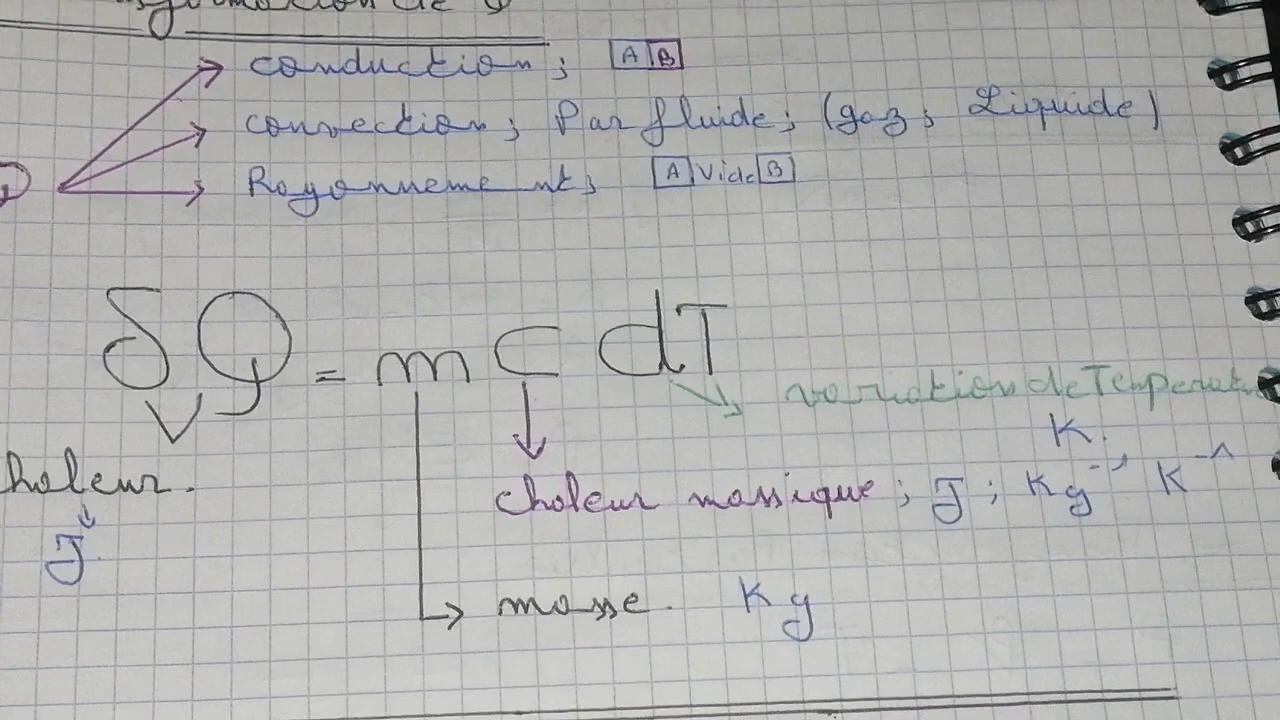 de Q
conduction; A B
convection; Par fluide; (gaz; Liquide)
Rayonnement; A Vide B
δQ = m C dT
variation de Temperat
K.
chaleur.
chaleur massique; J; Kg⁻¹ K⁻¹
J
masse. Kg